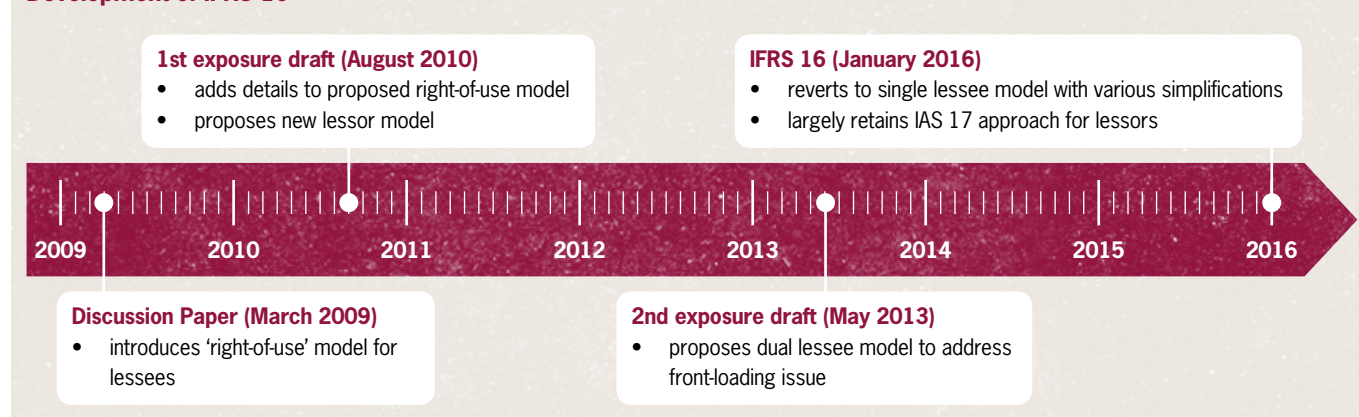 1st exposure draft (August 2010)
• adds details to proposed right-of-use model
• proposes new lessor model
IFRS 16 (January 2016)
• reverts to single lessee model with various simplifications
• largely retains IAS 17 approach for lessors
2009 2010 2011 2012 2013 2014 2015 2016
Discussion Paper (March 2009)
• introduces ‘right-of-use’ model for
lessees
2nd exposure draft (May 2013)
• proposes dual lessee model to address
front-loading issue